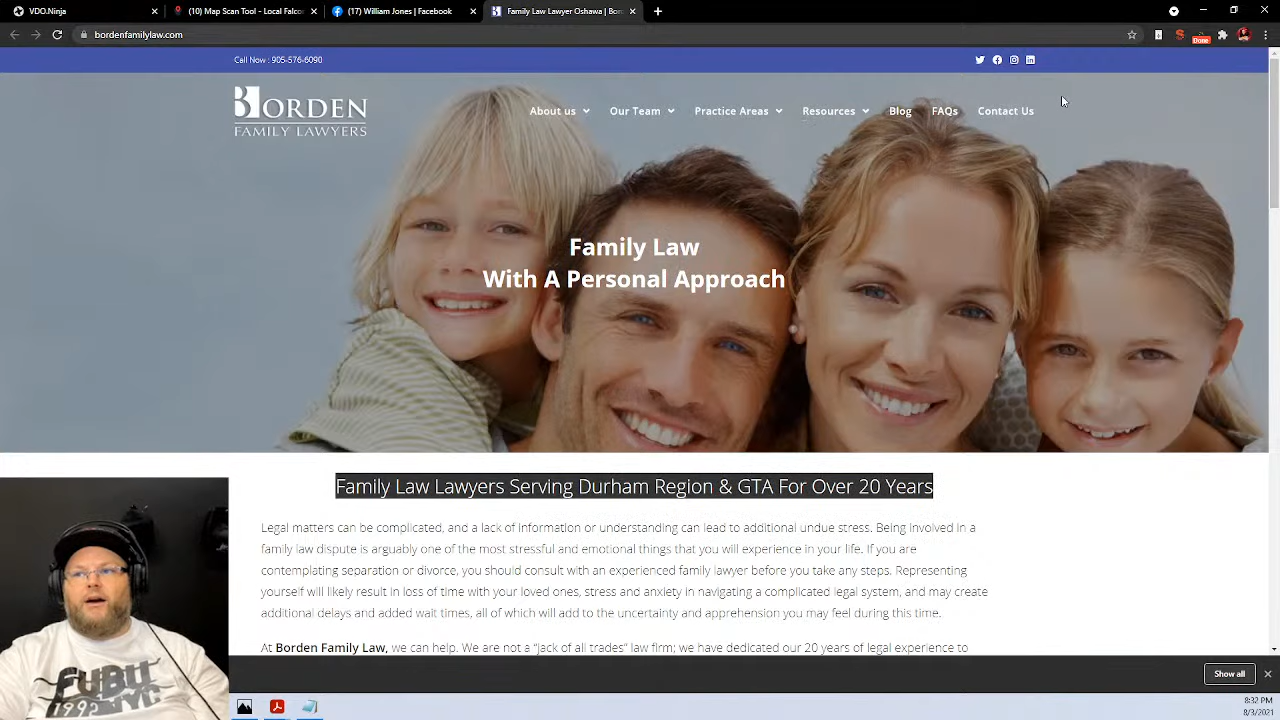 VDO.Ninja
(10) Map Scan Tool - Local Falco
(17) William Jones | Facebook
Family Law Lawyer Oshawa | Bor
bordenfamilylaw.com
Done
Call Now : 905-576-6090
BORDEN
FAMILY LAWYERS
About us
Our Team
Practice Areas
Resources
Blog
FAQs
Contact Us
Family Law
With A Personal Approach
Family Law Lawyers Serving Durham Region & GTA For Over 20 Years
Legal matters can be complicated, and a lack of information or understanding can lead to additional undue stress. Being involved in a
family law dispute is arguably one of the most stressful and emotional things that you will experience in your life. If you are
contemplating separation or divorce, you should consult with an experienced family lawyer before you take any steps. Representing
yourself will likely result in loss of time with your loved ones, stress and anxiety in navigating a complicated legal system, and may create
additional delays and added wait times, all of which will add to the uncertainty and apprehension you may feel during this time.
At Borden Family Law, we can help. We are not a “jack of all trades” law firm; we have dedicated our 20 years of legal experience to
FUBU
NYC
1992
Show all
8:32 PM
8/3/2021